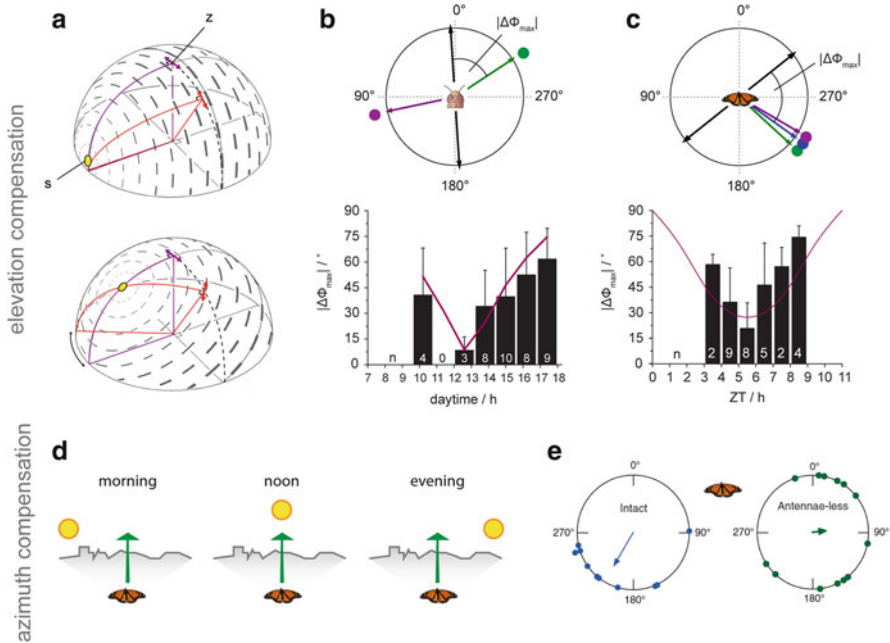 elevation compensation
azimuth compensation
a
z
s
b
0°
|ΔΦmax|
90°
270°
180°
|ΔΦmax| / °
90
75
60
45
30
15
0
n 4 0 3 8 10 8 9
7 8 9 10 11 12 13 14 15 16 17 18
daytime / h
c
0°
|ΔΦmax|
90°
270°
180°
|ΔΦmax| / °
90
75
60
45
30
15
0
n 2 9 8 5 2 4
0 1 2 3 4 5 6 7 8 9 10 11
ZT / h
d
morning noon evening
e
0°
Intact
270°
90°
180°
0°
Antennae-less
270°
90°
180°